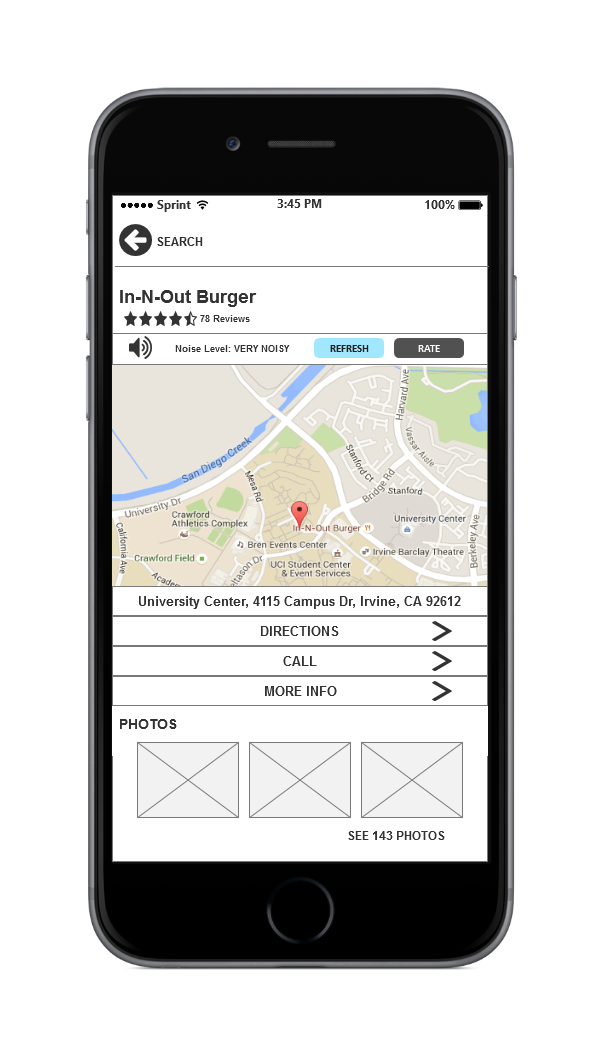 Sprint 3:45 PM 100%
SEARCH
In-N-Out Burger
78 Reviews
Noise Level: VERY NOISY REFRESH RATE
Harvard Ave
Vassar Aisle
San Diego Creek
Stanford Ct
Mesa Rd
Bridge Rd
Stanford
University Dr
Crawford
Athletics Complex
University Center
In-N-Out Burger
California Ave
Berkeley Ave
Bren Events Center
Irvine Barclay Theatre
Crawford Field
UCI Student Center
& Event Services
Academ
eltason Dr
University Center, 4115 Campus Dr, Irvine, CA 92612
DIRECTIONS
CALL
MORE INFO
PHOTOS
SEE 143 PHOTOS